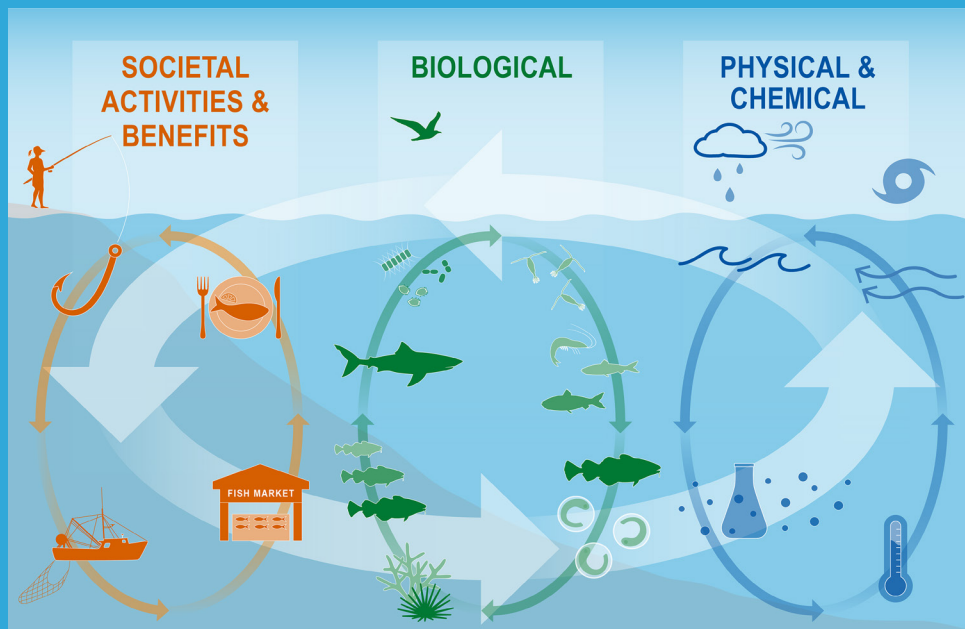 SOCIETAL
ACTIVITIES &
BENEFITS
BIOLOGICAL
PHYSICAL &
CHEMICAL
FISH MARKET